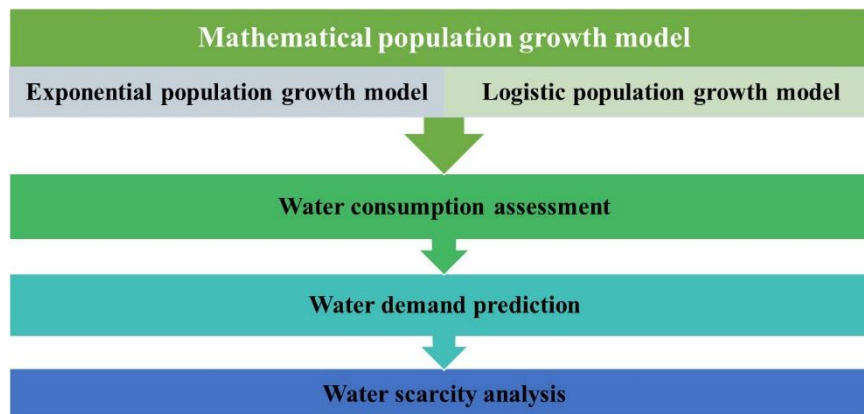 Mathematical population growth model
Exponential population growth model
Logistic population growth model
Water consumption assessment
Water demand prediction
Water scarcity analysis